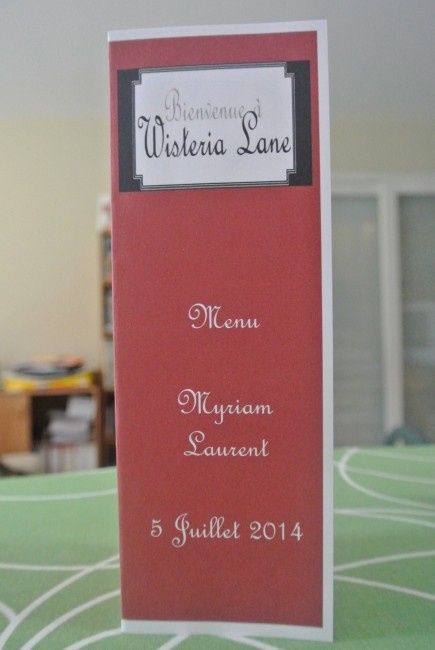 Bienvenue à
Wisteria Lane
Menu
Myriam
Laurent
5 Juillet 2014